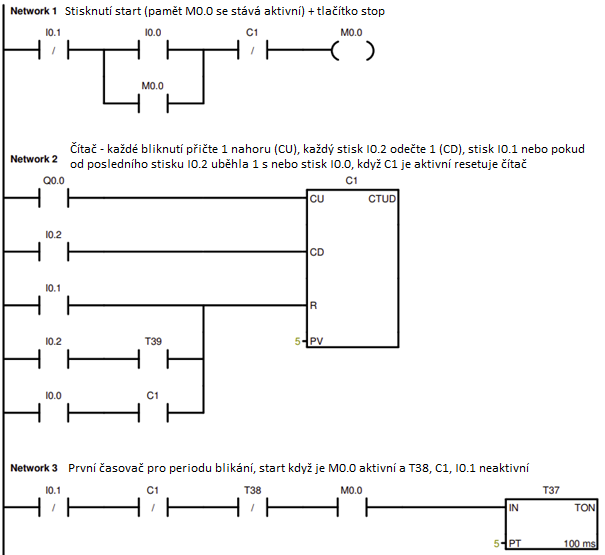 Network 1 Stisknutí start (pamět M0.0 se stává aktivní) + tlačítko stop
I0.1 I0.0 C1 M0.0
/ /
M0.0
Network 2 Čítač - každé bliknutí přičte 1 nahoru (CU), každý stisk I0.2 odečte 1 (CD), stisk I0.1 nebo pokud
od posledního stisku I0.2 uběhla 1 s nebo stisk I0.0, když C1 je aktivní resetuje čítač
Q0.0 C1
CU CTUD
I0.2
CD
I0.1
R
I0.2 T39
5 PV
I0.0 C1
Network 3 První časovač pro periodu blikání, start když je M0.0 aktivní a T38, C1, I0.1 neaktivní
I0.1 C1 T38 M0.0 T37
/ / / IN TON
5 PT 100 ms